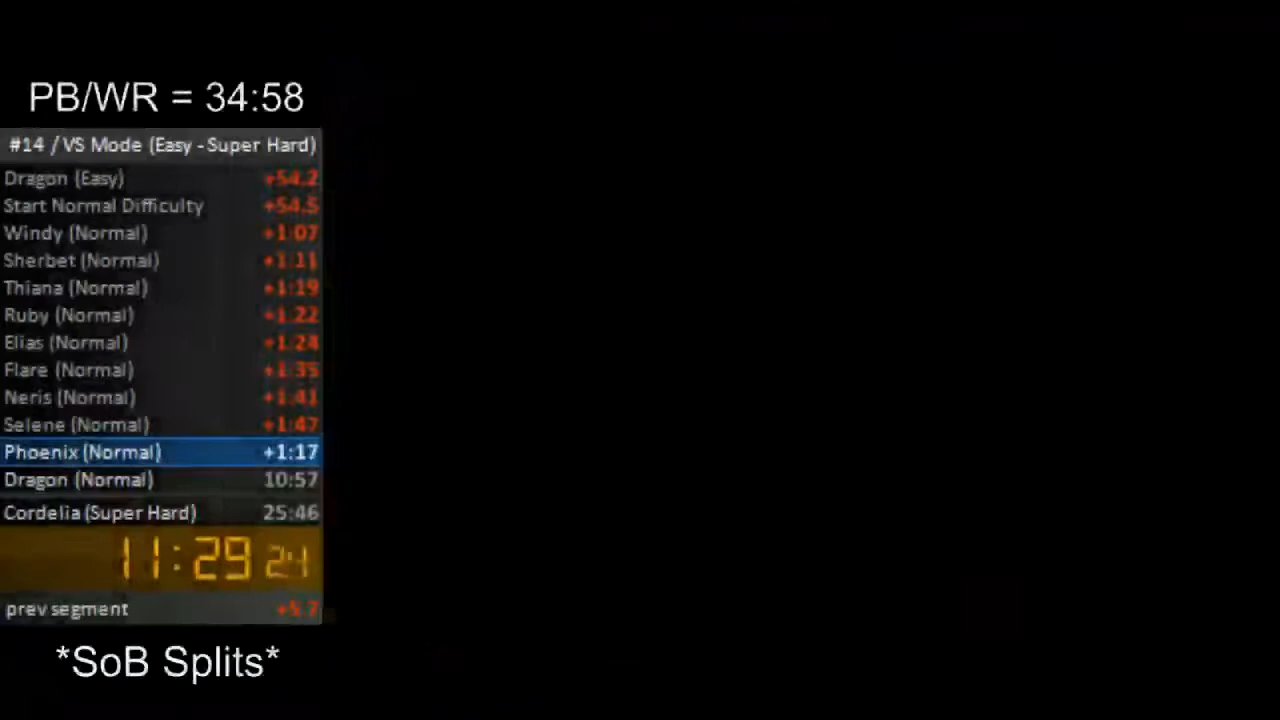 PB/WR = 34:58
#14 / VS Mode (Easy - Super Hard)
Dragon (Easy) +54.2
Start Normal Difficulty +54.5
Windy (Normal) +1:07
Sherbet (Normal) +1:11
Thiana (Normal) +1:19
Ruby (Normal) +1:22
Elias (Normal) +1:24
Flare (Normal) +1:35
Neris (Normal) +1:41
Selene (Normal) +1:47
Phoenix (Normal) +1:17
Dragon (Normal) 10:57
Cordelia (Super Hard) 25:46
11:29 24
prev segment +5.7
*SoB Splits*